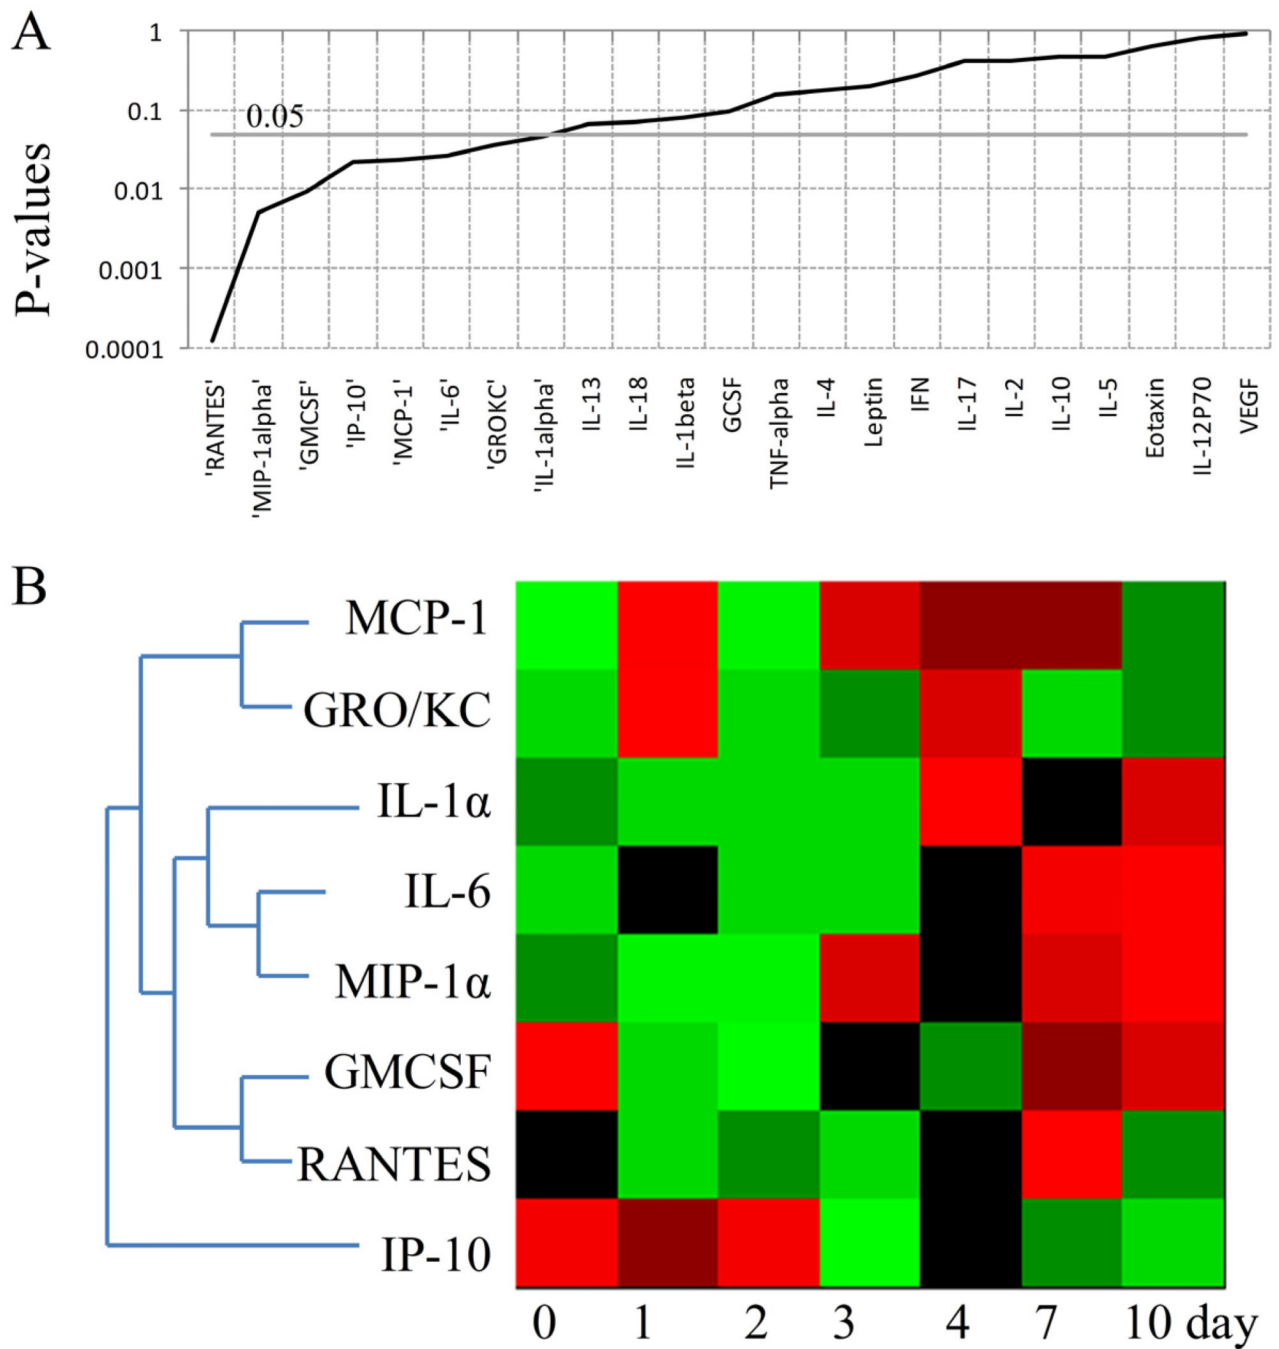 A
P-values
1
0.1
0.01
0.001
0.0001
0.05
'RANTES'
'MIP-1alpha'
'GMCSF'
'IP-10'
'MCP-1'
'IL-6'
'GROKC'
'IL-1alpha'
IL-13
IL-18
IL-1beta
GCSF
TNF-alpha
IL-4
Leptin
IFN
IL-17
IL-2
IL-10
IL-5
Eotaxin
IL-12P70
VEGF
B
MCP-1
GRO/KC
IL-1α
IL-6
MIP-1α
GMCSF
RANTES
IP-10
0 1 2 3 4 7 10 day